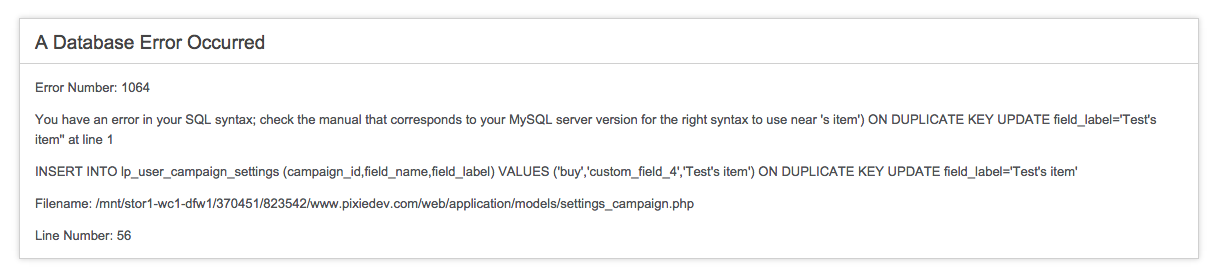 A Database Error Occurred
Error Number: 1064
You have an error in your SQL syntax; check the manual that corresponds to your MySQL server version for the right syntax to use near 's item') ON DUPLICATE KEY UPDATE field_label='Test's
item'' at line 1
INSERT INTO lp_user_campaign_settings (campaign_id,field_name,field_label) VALUES ('buy','custom_field_4','Test's item') ON DUPLICATE KEY UPDATE field_label='Test's item'
Filename: /mnt/stor1-wc1-dfw1/370451/823542/www.pixiedev.com/web/application/models/settings_campaign.php
Line Number: 56